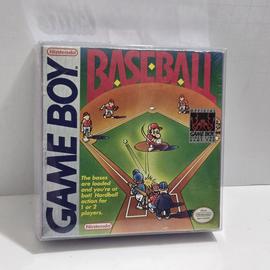 Nintendo
GAME BOY
BASEBALL
The bases
are loaded
and you're at
bat! Hardball
action for
1 or 2
players.
Nintendo